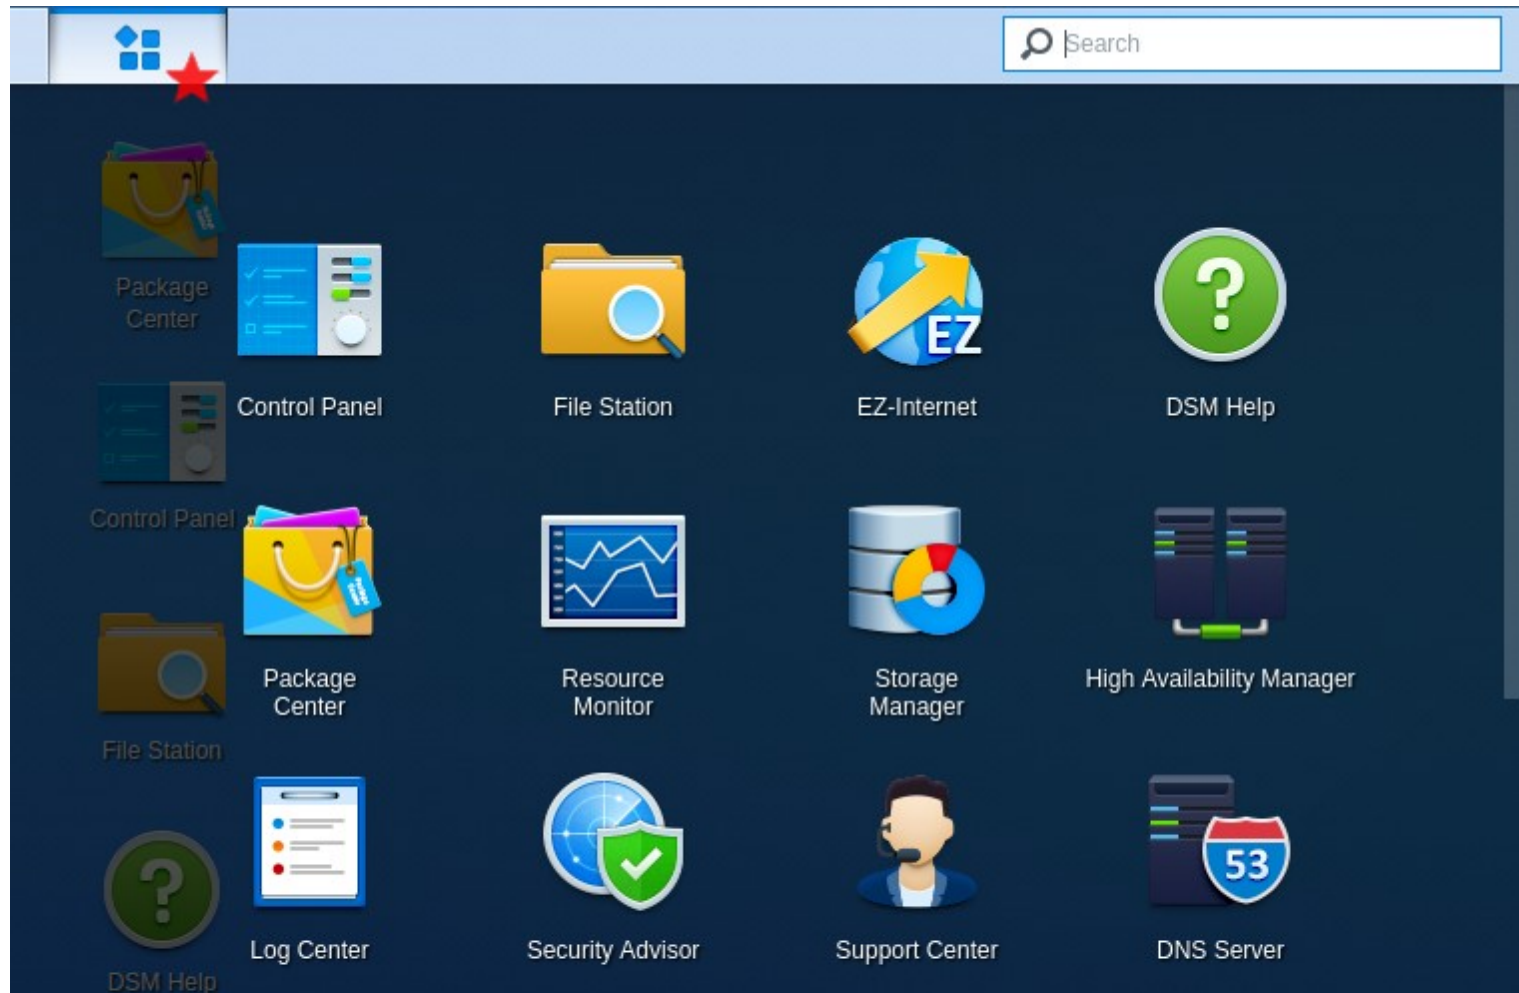 Search
Package
Center
Control Panel
File Station
DSM Help
EZ
Control Panel
File Station
EZ-Internet
DSM Help
Package
Center
Resource
Monitor
Storage
Manager
High Availability Manager
53
Log Center
Security Advisor
Support Center
DNS Server